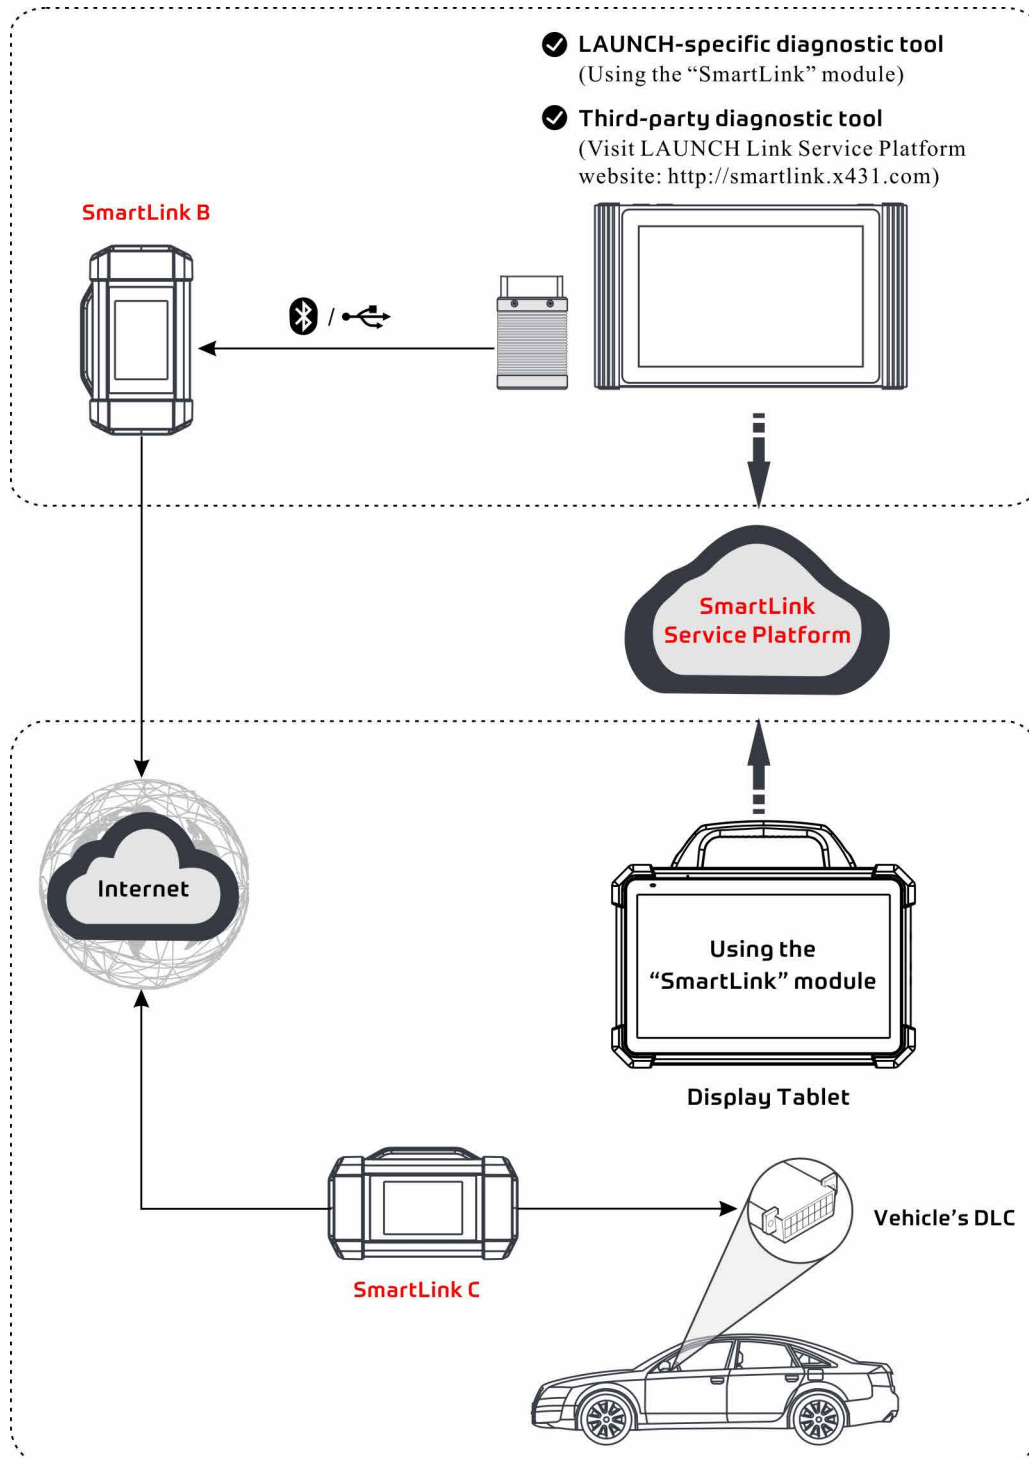 LAUNCH-specific diagnostic tool
(Using the “SmartLink” module)
Third-party diagnostic tool
(Visit LAUNCH Link Service Platform
website: http://smartlink.x431.com)
SmartLink B
/
SmartLink
Service Platform
Internet
Using the
“SmartLink” module
Display Tablet
Vehicle’s DLC
SmartLink C